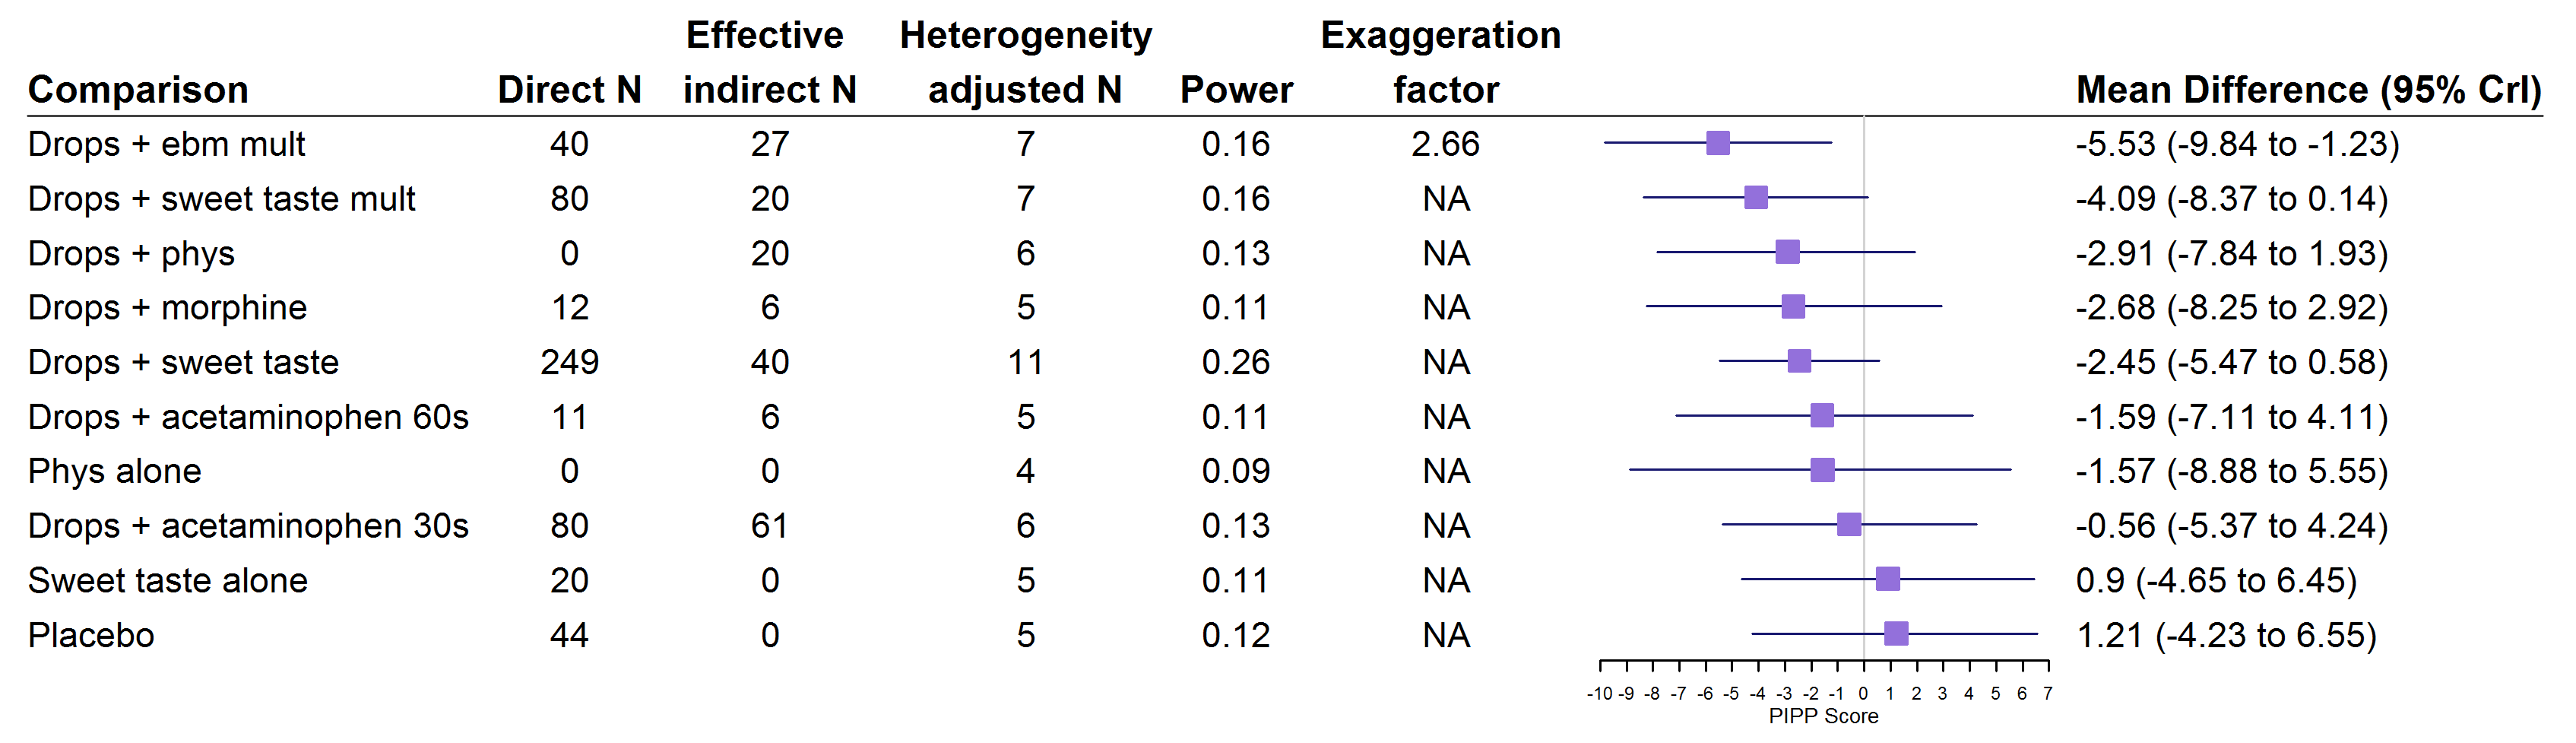 Effective Heterogeneity Exaggeration
Comparison Direct N indirect N adjusted N Power factor Mean Difference (95% CrI)
Drops + ebm mult 40 27 7 0.16 2.66 -5.53 (-9.84 to -1.23)
Drops + sweet taste mult 80 20 7 0.16 NA -4.09 (-8.37 to 0.14)
Drops + phys 0 20 6 0.13 NA -2.91 (-7.84 to 1.93)
Drops + morphine 12 6 5 0.11 NA -2.68 (-8.25 to 2.92)
Drops + sweet taste 249 40 11 0.26 NA -2.45 (-5.47 to 0.58)
Drops + acetaminophen 60s 11 6 5 0.11 NA -1.59 (-7.11 to 4.11)
Phys alone 0 0 4 0.09 NA -1.57 (-8.88 to 5.55)
Drops + acetaminophen 30s 80 61 6 0.13 NA -0.56 (-5.37 to 4.24)
Sweet taste alone 20 0 5 0.11 NA 0.9 (-4.65 to 6.45)
Placebo 44 0 5 0.12 NA 1.21 (-4.23 to 6.55)
-10 -9 -8 -7 -6 -5 -4 -3 -2 -1 0 1 2 3 4 5 6 7
PIPP Score